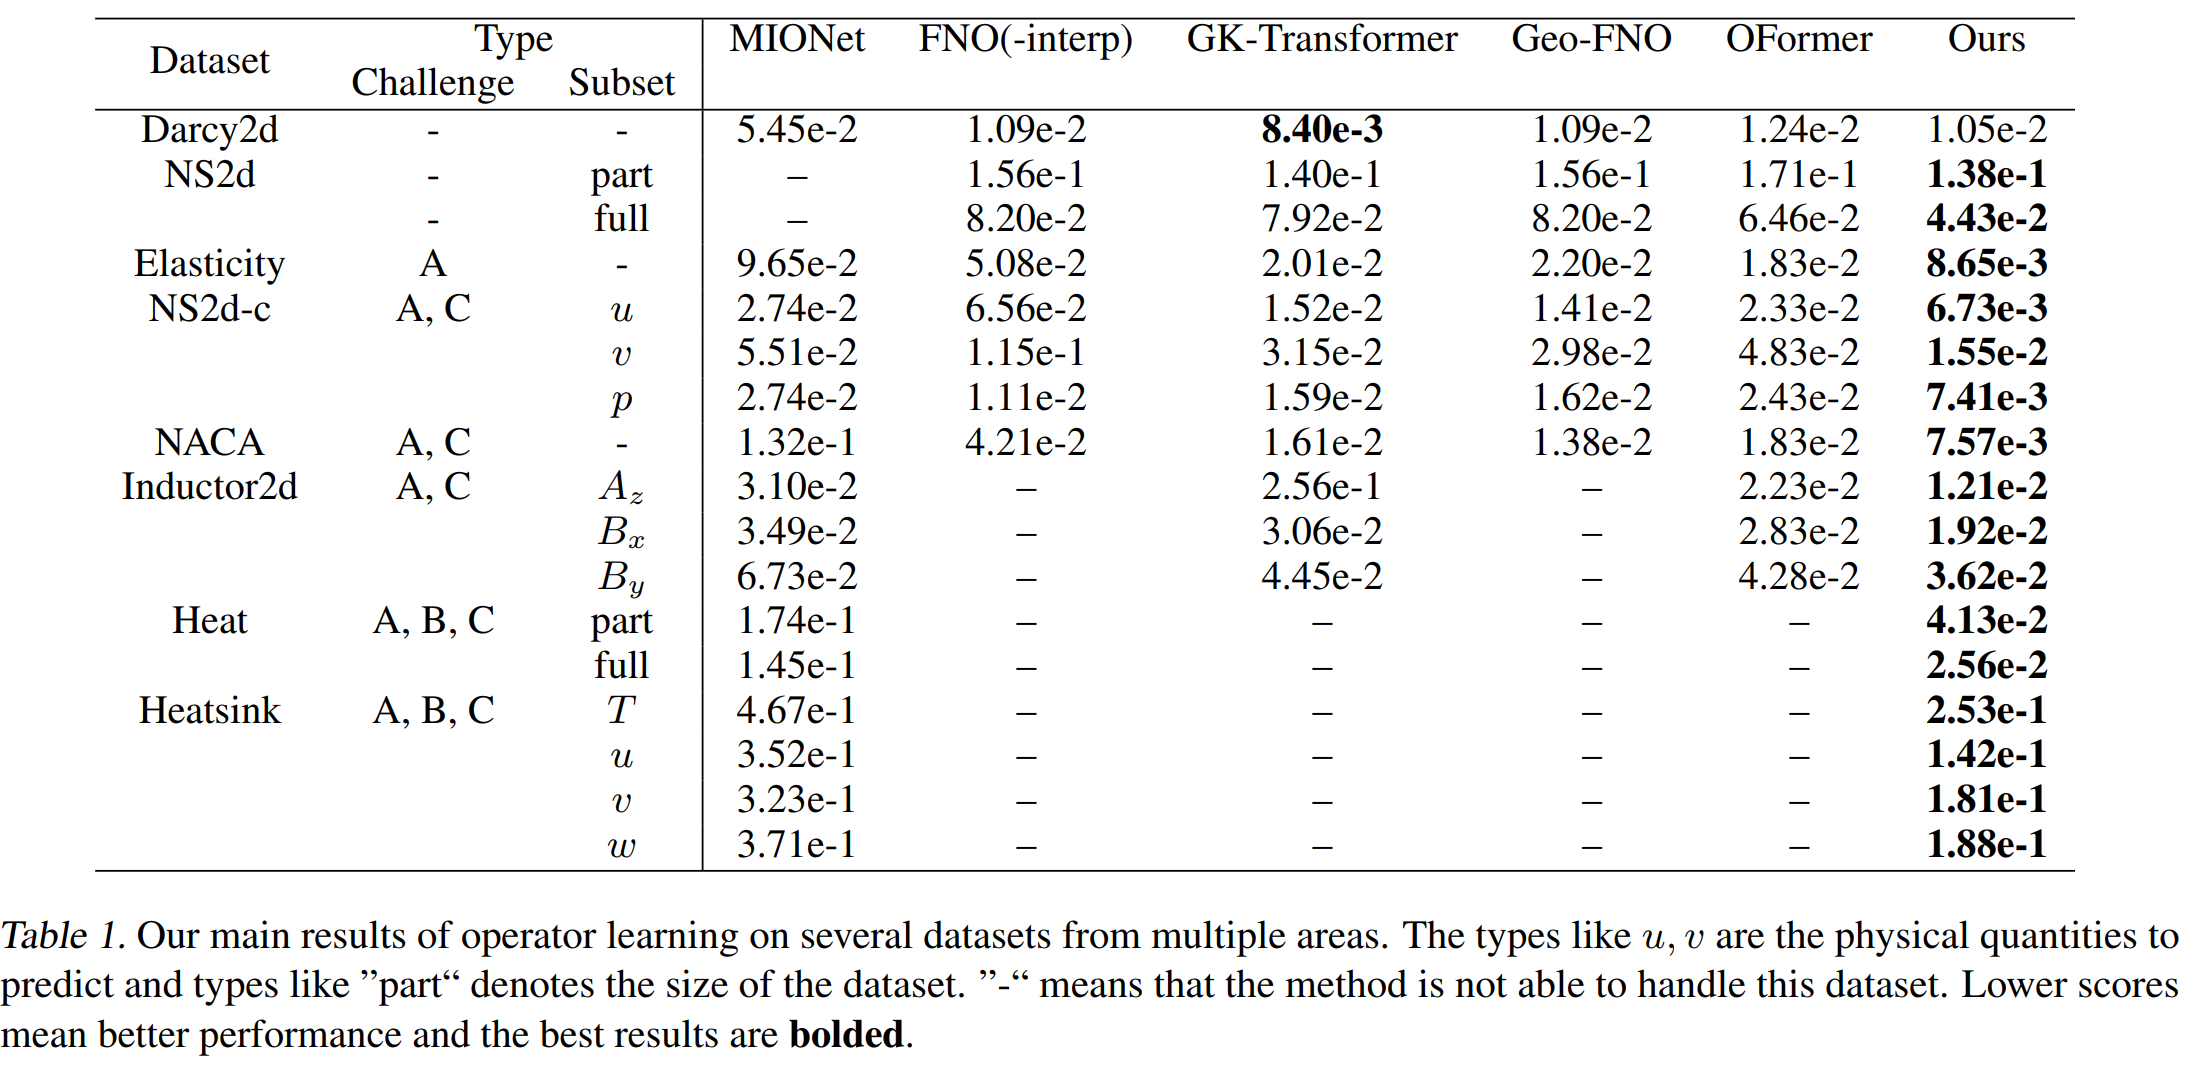 Dataset Type MIONet FNO(-interp) GK-Transformer Geo-FNO OFormer Ours
Challenge Subset
Darcy2d - - 5.45e-2 1.09e-2 8.40e-3 1.09e-2 1.24e-2 1.05e-2
NS2d - part – 1.56e-1 1.40e-1 1.56e-1 1.71e-1 1.38e-1
- full – 8.20e-2 7.92e-2 8.20e-2 6.46e-2 4.43e-2
Elasticity A - 9.65e-2 5.08e-2 2.01e-2 2.20e-2 1.83e-2 8.65e-3
NS2d-c A, C u 2.74e-2 6.56e-2 1.52e-2 1.41e-2 2.33e-2 6.73e-3
v 5.51e-2 1.15e-1 3.15e-2 2.98e-2 4.83e-2 1.55e-2
p 2.74e-2 1.11e-2 1.59e-2 1.62e-2 2.43e-2 7.41e-3
NACA A, C - 1.32e-1 4.21e-2 1.61e-2 1.38e-2 1.83e-2 7.57e-3
Inductor2d A, C A_z 3.10e-2 – 2.56e-1 – 2.23e-2 1.21e-2
B_x 3.49e-2 – 3.06e-2 – 2.83e-2 1.92e-2
B_y 6.73e-2 – 4.45e-2 – 4.28e-2 3.62e-2
Heat A, B, C part 1.74e-1 – – – – 4.13e-2
full 1.45e-1 – – – – 2.56e-2
Heatsink A, B, C T 4.67e-1 – – – – 2.53e-1
u 3.52e-1 – – – – 1.42e-1
v 3.23e-1 – – – – 1.81e-1
w 3.71e-1 – – – – 1.88e-1
Table 1. Our main results of operator learning on several datasets from multiple areas. The types like u, v are the physical quantities to
predict and types like ”part“ denotes the size of the dataset. ”-“ means that the method is not able to handle this dataset. Lower scores
mean better performance and the best results are bolded.